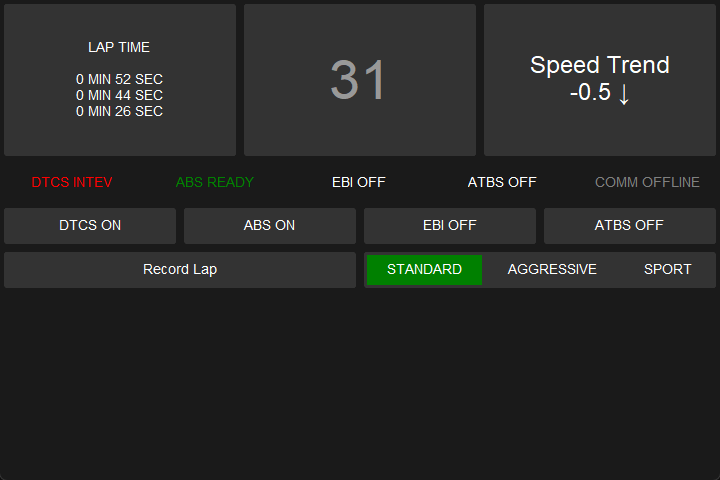 LAP TIME
0 MIN 52 SEC
0 MIN 44 SEC
0 MIN 26 SEC
31
Speed Trend
-0.5 ↓
DTCS INTEV
ABS READY
EBI OFF
ATBS OFF
COMM OFFLINE
DTCS ON
ABS ON
EBI OFF
ATBS OFF
Record Lap
STANDARD
AGGRESSIVE
SPORT